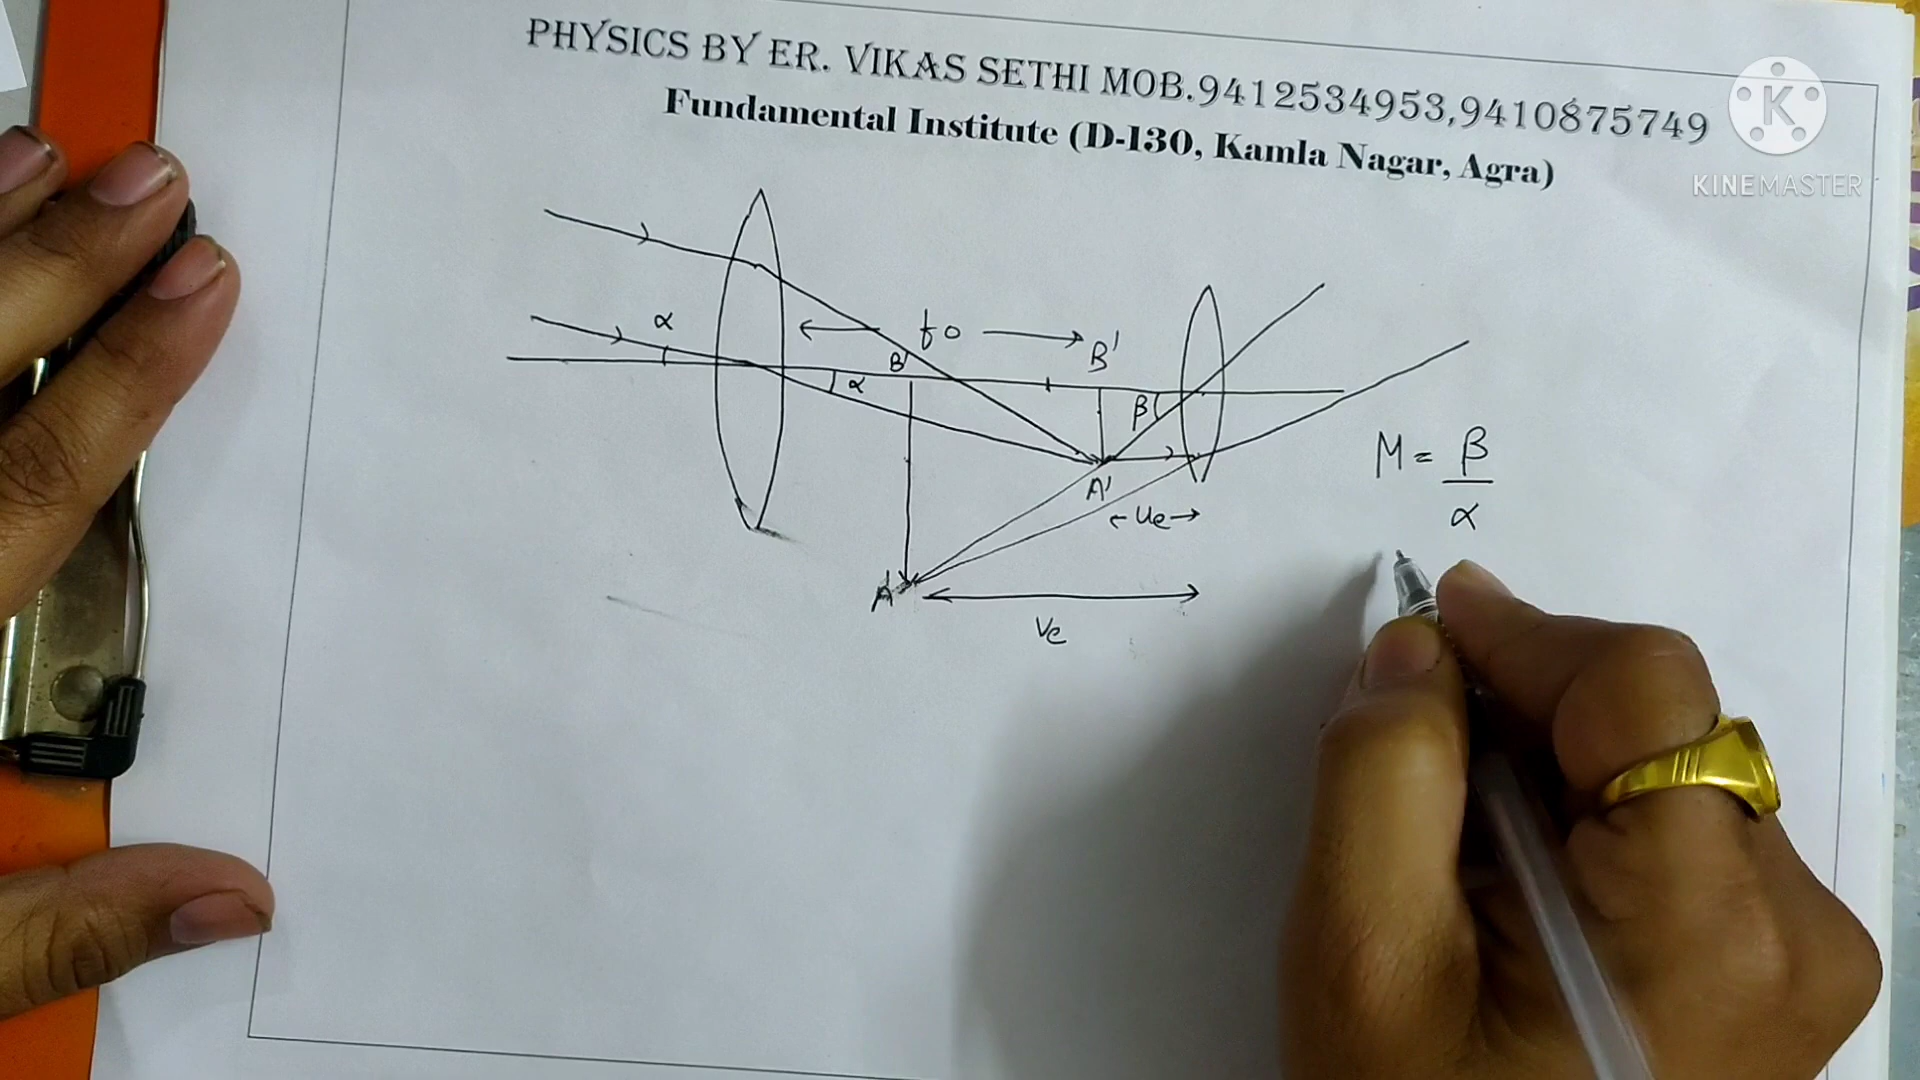 PHYSICS BY ER. VIKAS SETHI MOB.9412534953,9410875749
Fundamental Institute (D-130, Kamla Nagar, Agra)
K
KINEMASTER
α
fo
B'
B'
α
β
M = β/α
A'
Ue
A'
Ve